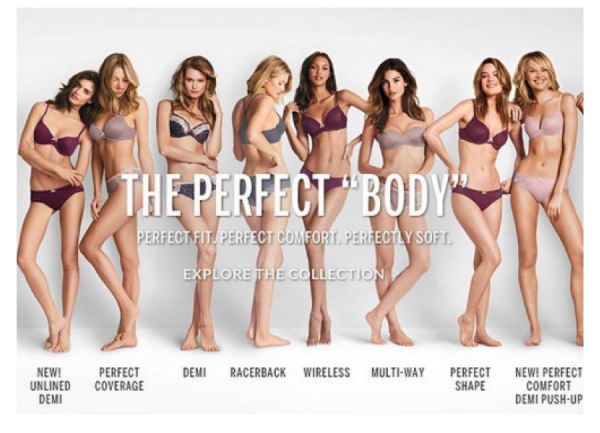 THE PERFECT “BODY”
PERFECT FIT. PERFECT COMFORT. PERFECTLY SOFT.
EXPLORE THE COLLECTION >
NEW!
UNLINED
DEMI
PERFECT
COVERAGE
DEMI
RACERBACK
WIRELESS
MULTI-WAY
PERFECT
SHAPE
NEW! PERFECT
COMFORT
DEMI PUSH-UP